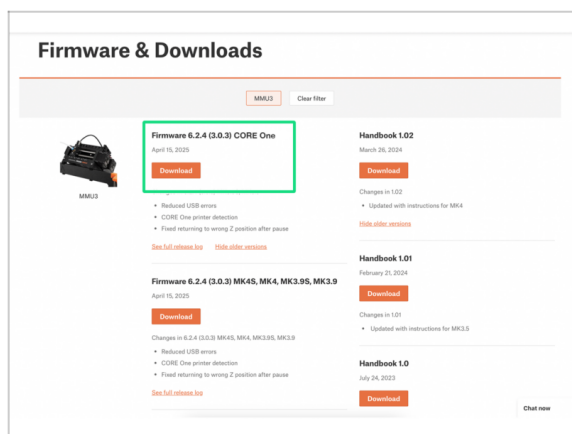 Firmware & Downloads
MMU3
Clear filter
MMU3
Firmware 6.2.4 (3.0.3) CORE One
April 15, 2025
Download
Reduced USB errors
CORE One printer detection
Fixed returning to wrong Z position after pause
See full release log
Hide older versions
Firmware 6.2.4 (3.0.3) MK4S, MK4, MK3.9S, MK3.9
April 15, 2025
Download
Changes in 6.2.4 (3.0.3) MK4S, MK4, MK3.9S, MK3.9
Reduced USB errors
CORE One printer detection
Fixed returning to wrong Z position after pause
See full release log
Handbook 1.02
March 26, 2024
Download
Changes in 1.02
Updated with instructions for MK4
Hide older versions
Handbook 1.01
February 21, 2024
Download
Changes in 1.01
Updated with instructions for MK3.5
Handbook 1.0
July 24, 2023
Download
Chat now